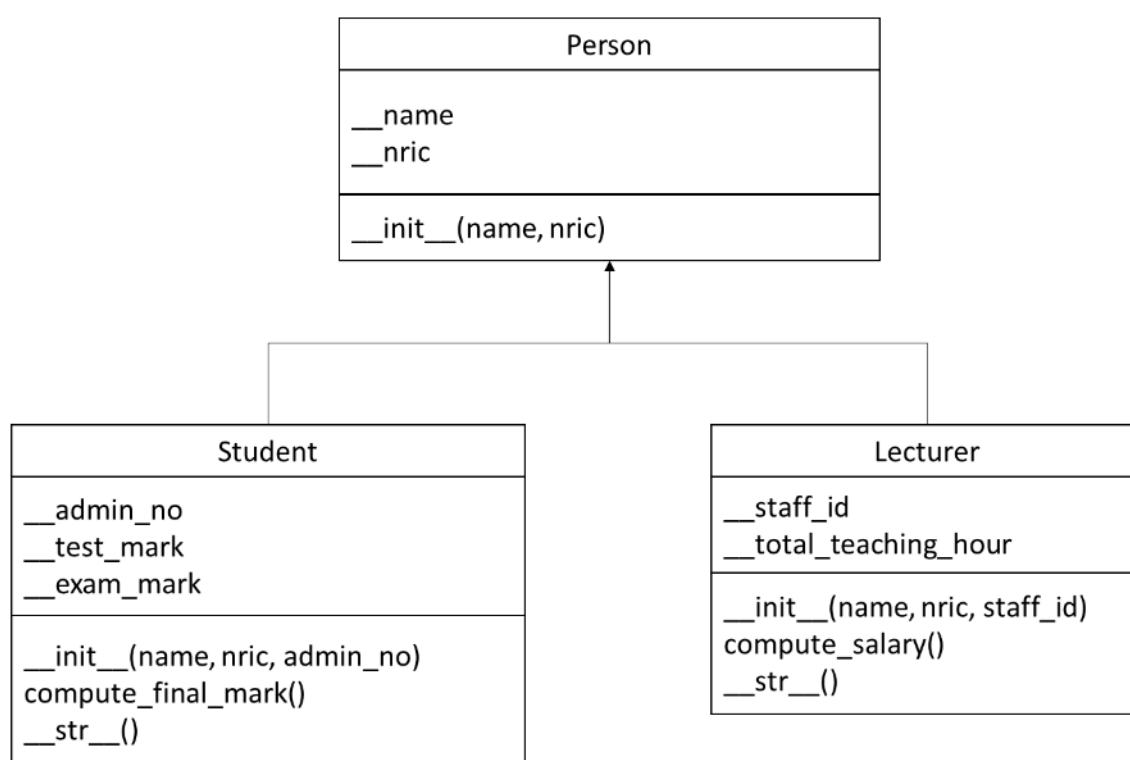 Person
__name
__nric
__init__(name, nric)
Student
__admin_no
__test_mark
__exam_mark
__init__(name, nric, admin_no)
compute_final_mark()
__str__()
Lecturer
__staff_id
__total_teaching_hour
__init__(name, nric, staff_id)
compute_salary()
__str__()